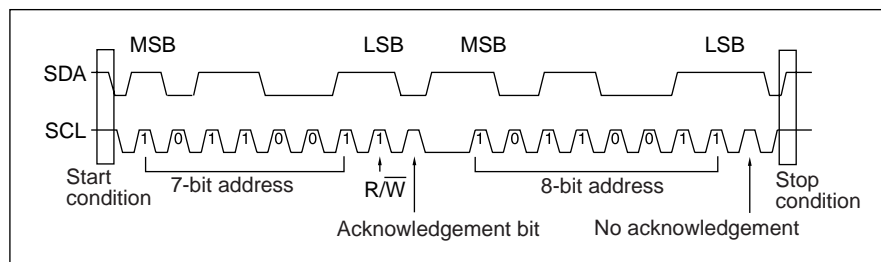 MSB LSB MSB LSB
SDA
SCL 1 0 1 1 0 0 1 1 1 0 1 1 0 0 1 1
Start condition 7-bit address R/W̅ 8-bit address Stop condition
Acknowledgement bit No acknowledgement